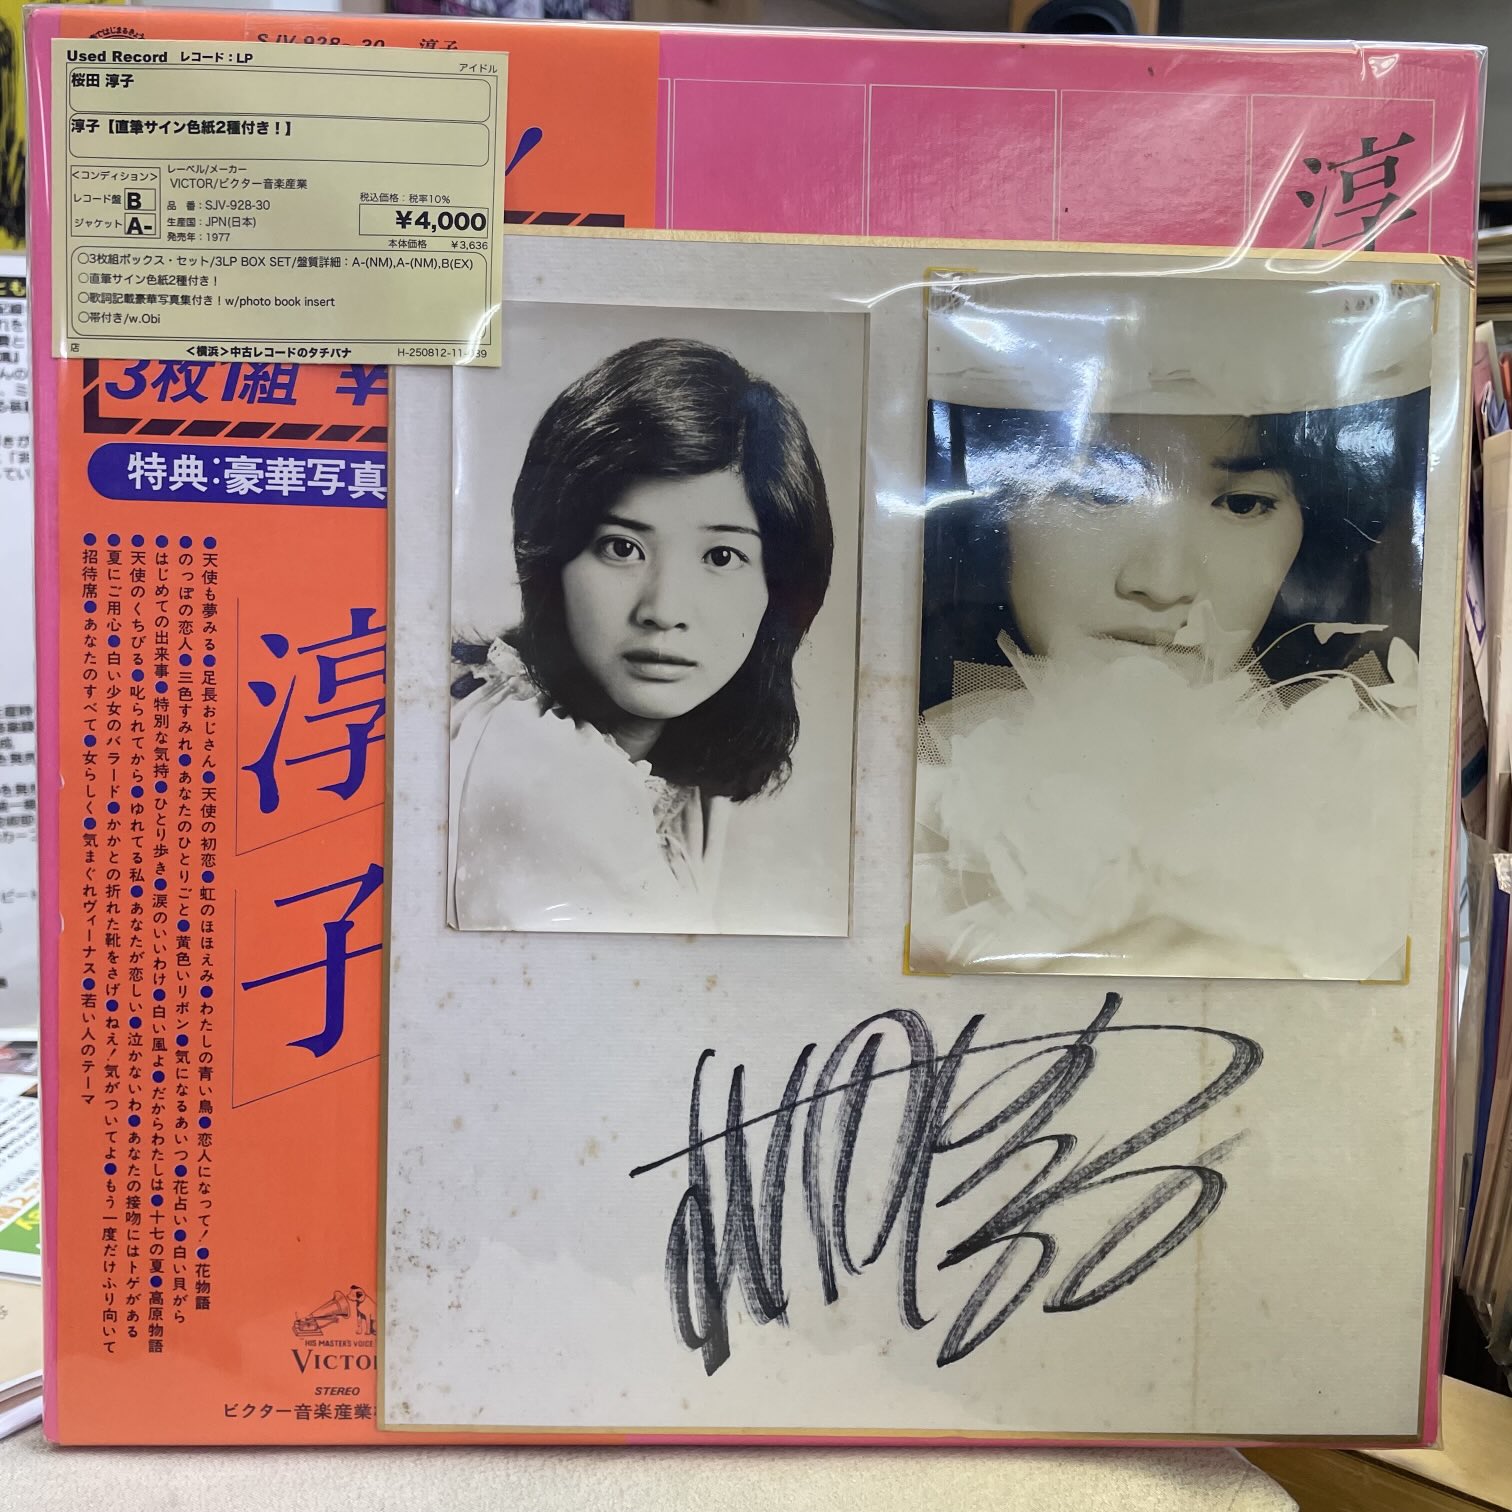 Used Record レコード：LP
アイドル
桜田 淳子
淳子【直筆サイン色紙2種付き！】
<コンディション>
レコード盤 B
ジャケット A-
レーベル/メーカー
VICTOR/ビクター音楽産業
品　番：SJV-928-30
生産国：JPN(日本)
発売年：1977
税込価格：税率10%
¥4,000
本体価格　¥3,636
○3枚組ボックス・セット/3LP BOX SET/盤質詳細：A-(NM),A-(NM),B(EX)
○直筆サイン色紙2種付き！
○歌詞記載豪華写真集付き！w/photo book insert
○帯付き/w.Obi
店
<横浜>中古レコードのタチバナ
SJV-928-30 淳子
淳
3枚1組
特典:豪華写真
●天使も夢みる●足長おじさん●天使の初恋●虹のほほえみ●わたしの青い鳥●恋人になって！●花物語
●のっぽの恋人●三色すみれ●あなたのひとりごと●黄色いリボン●気になるあいつ●花占い●白い貝がら
●はじめての出来事●特別な気持●ひとり歩き●涙のいいわけ●白い風よ●だからわたしは●十七の夏●高原物語
●天使のくちびる●叱られてから●ゆれてる私●あなたが恋しい●泣かないわ●あなたの接吻にはトゲがある
●夏にご用心●白い少女のバラード●かかとの折れた靴をさげ●ねえ！気がついてよ●もう一度だけふり向いて
●招待席●あなたのすべて●女らしく●気まぐれヴィーナス●若い人のテーマ
淳子
HIS MASTER'S VOICE
STEREO
ビクター音楽産業